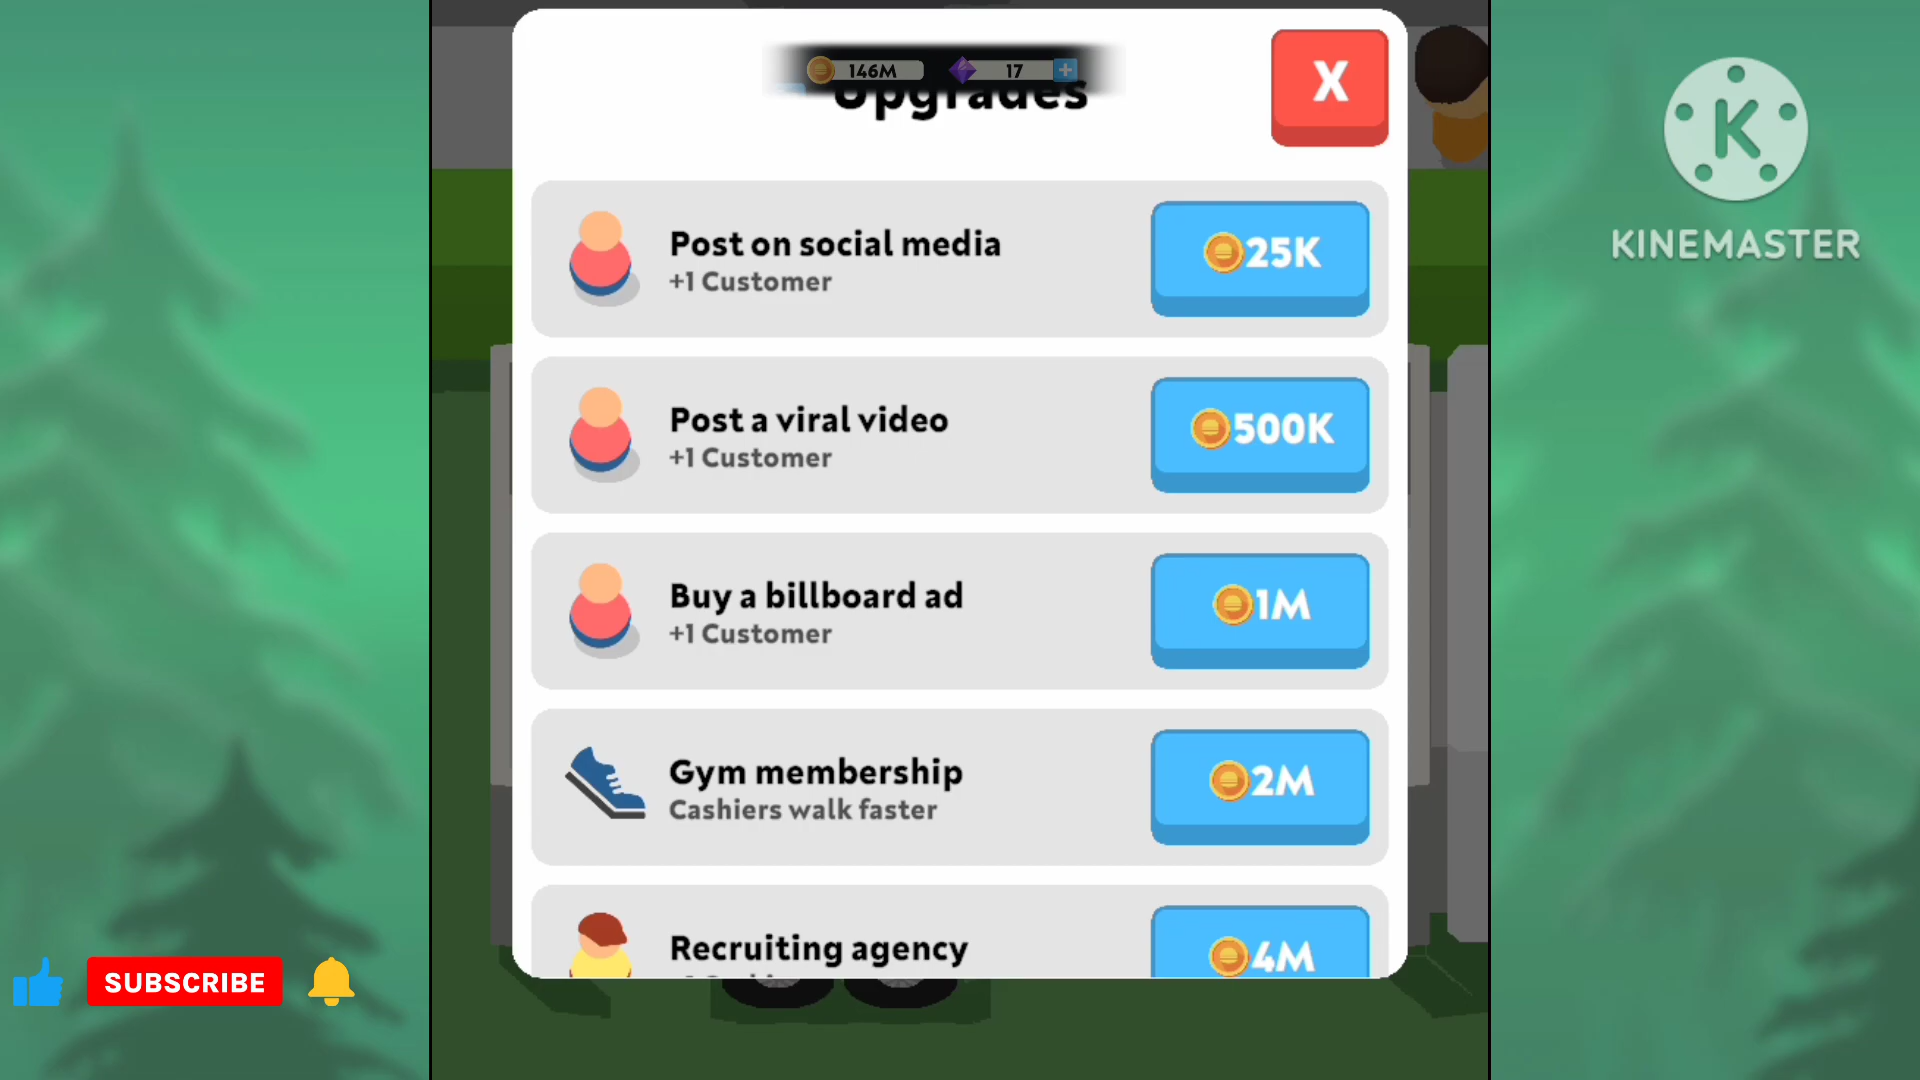 146M 17
Upgrades
X
K
KINEMASTER
Post on social media
+1 Customer
25K
Post a viral video
+1 Customer
500K
Buy a billboard ad
+1 Customer
1M
Gym membership
Cashiers walk faster
2M
Recruiting agency
4M
SUBSCRIBE